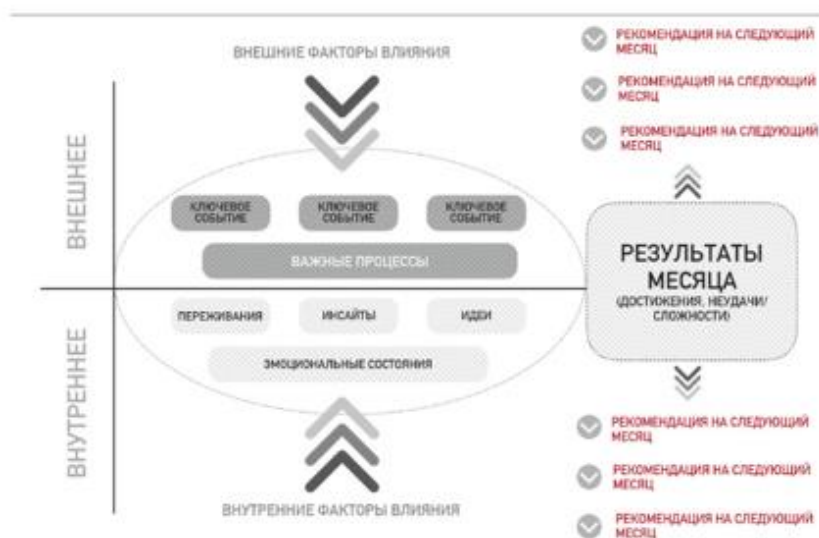 ВНЕШНИЕ ФАКТОРЫ ВЛИЯНИЯ
ВНЕШНЕЕ
КЛЮЧЕВОЕ
СОБЫТИЕ
КЛЮЧЕВОЕ
СОБЫТИЕ
КЛЮЧЕВОЕ
СОБЫТИЕ
ВАЖНЫЕ ПРОЦЕССЫ
ВНУТРЕННЕЕ
ПЕРЕЖИВАНИЯ
ИНСАЙТЫ
ИДЕИ
ЭМОЦИОНАЛЬНЫЕ СОСТОЯНИЯ
ВНУТРЕННИЕ ФАКТОРЫ ВЛИЯНИЯ
РЕКОМЕНДАЦИЯ НА СЛЕДУЮЩИЙ
МЕСЯЦ
РЕКОМЕНДАЦИЯ НА СЛЕДУЮЩИЙ
МЕСЯЦ
РЕКОМЕНДАЦИЯ НА СЛЕДУЮЩИЙ
МЕСЯЦ
РЕЗУЛЬТАТЫ
МЕСЯЦА
(ДОСТИЖЕНИЯ, НЕУДАЧИ/
СЛОЖНОСТИ)
РЕКОМЕНДАЦИЯ НА СЛЕДУЮЩИЙ
МЕСЯЦ
РЕКОМЕНДАЦИЯ НА СЛЕДУЮЩИЙ
МЕСЯЦ
РЕКОМЕНДАЦИЯ НА СЛЕДУЮЩИЙ
МЕСЯЦ